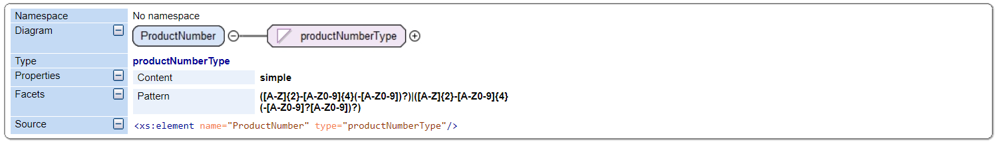 Namespace No namespace
Diagram ProductNumber productNumberType
Type productNumberType
Properties Content simple
Facets Pattern ([A-Z]{2}-[A-Z0-9]{4}(-[A-Z0-9])?)|([A-Z]{2}-[A-Z0-9]{4}
(-[A-Z0-9]?[A-Z0-9])?)
Source <xs:element name="ProductNumber" type="productNumberType"/>